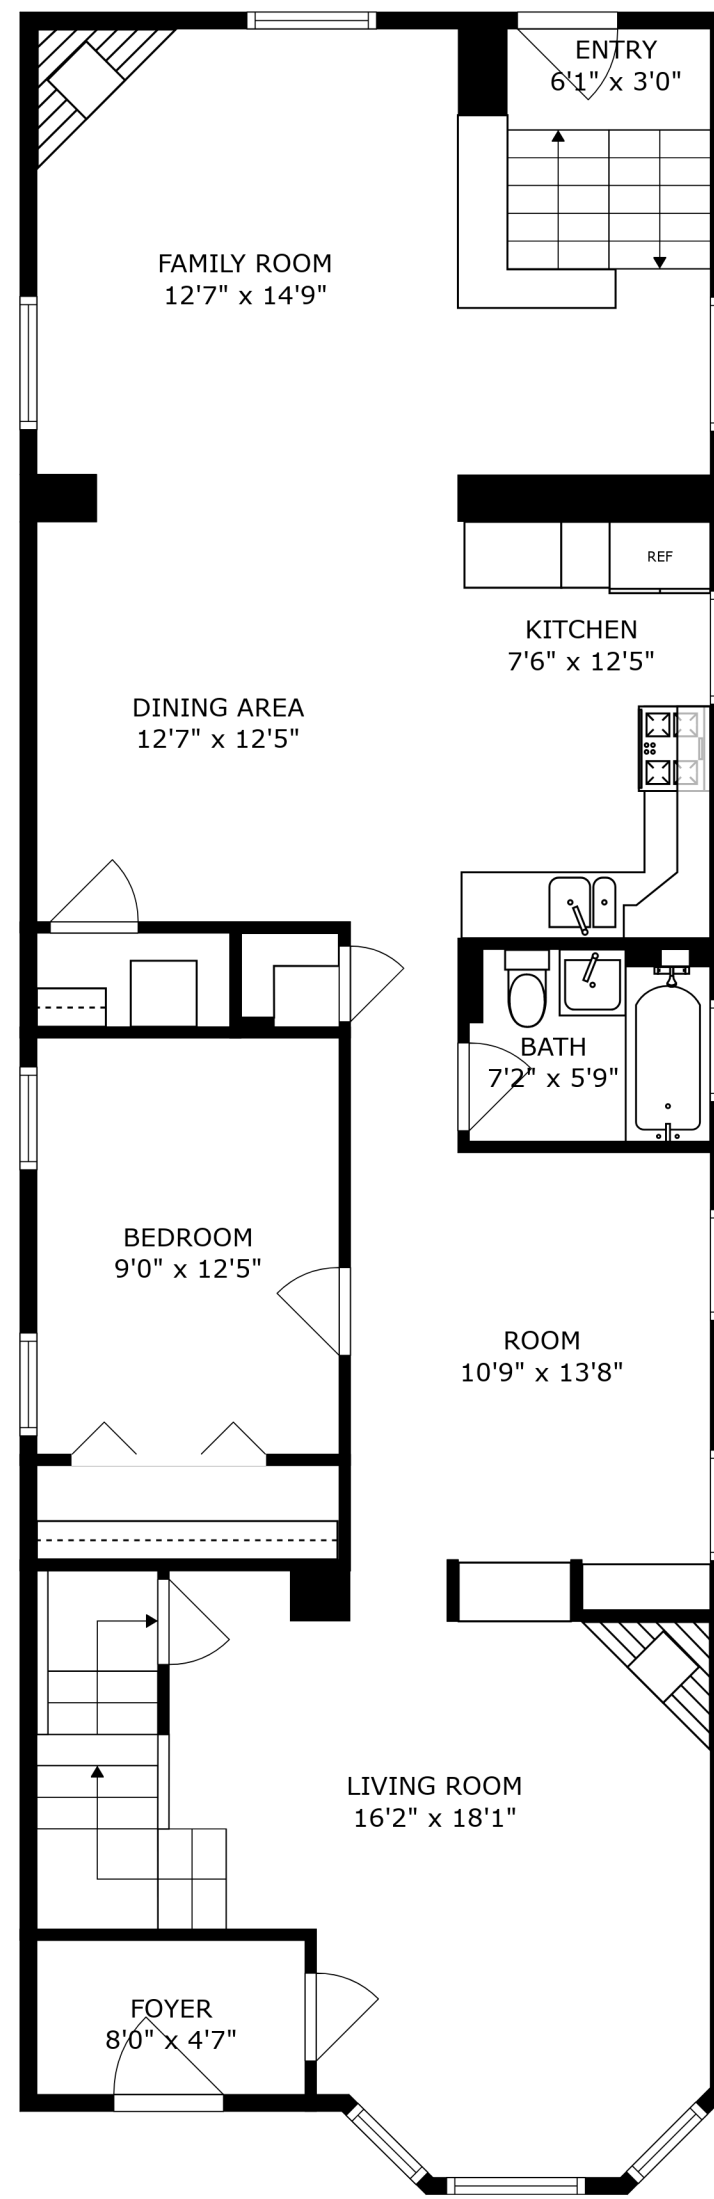 ENTRY
6'1" x 3'0"
FAMILY ROOM
12'7" x 14'9"
REF
KITCHEN
7'6" x 12'5"
DINING AREA
12'7" x 12'5"
BATH
7'2" x 5'9"
BEDROOM
9'0" x 12'5"
ROOM
10'9" x 13'8"
LIVING ROOM
16'2" x 18'1"
FOYER
8'0" x 4'7"